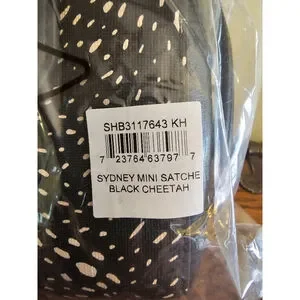 SHB3117643 KH
7 23764 63797 7
SYDNEY MINI SATCHE
BLACK CHEETAH